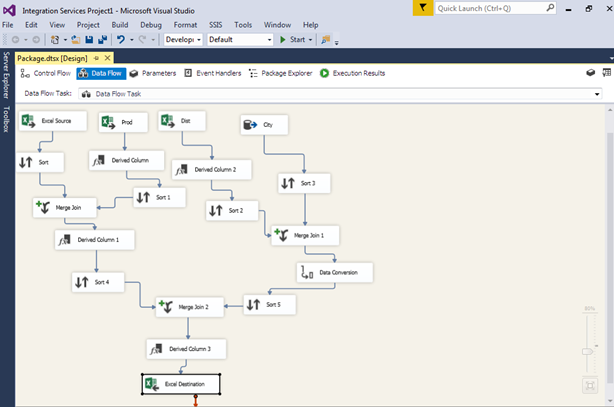 Integration Services Project1 - Microsoft Visual Studio
Quick Launch (Ctrl+Q)
File Edit View Project Build Debug Format SSIS Tools Window Help
Developı Default Start
Package.dtsx [Design]
Control Flow Data Flow Parameters Event Handlers Package Explorer Execution Results
Data Flow Task: Data Flow Task
Server Explorer
Toolbox
Excel Source Prod Dist City
Sort Derived Column Derived Column 2
Sort 3
Merge Join Sort 1 Sort 2
Derived Column 1 Merge Join 1
Data Conversion
Sort 4
Merge Join 2 Sort 5
Derived Column 3
Excel Destination